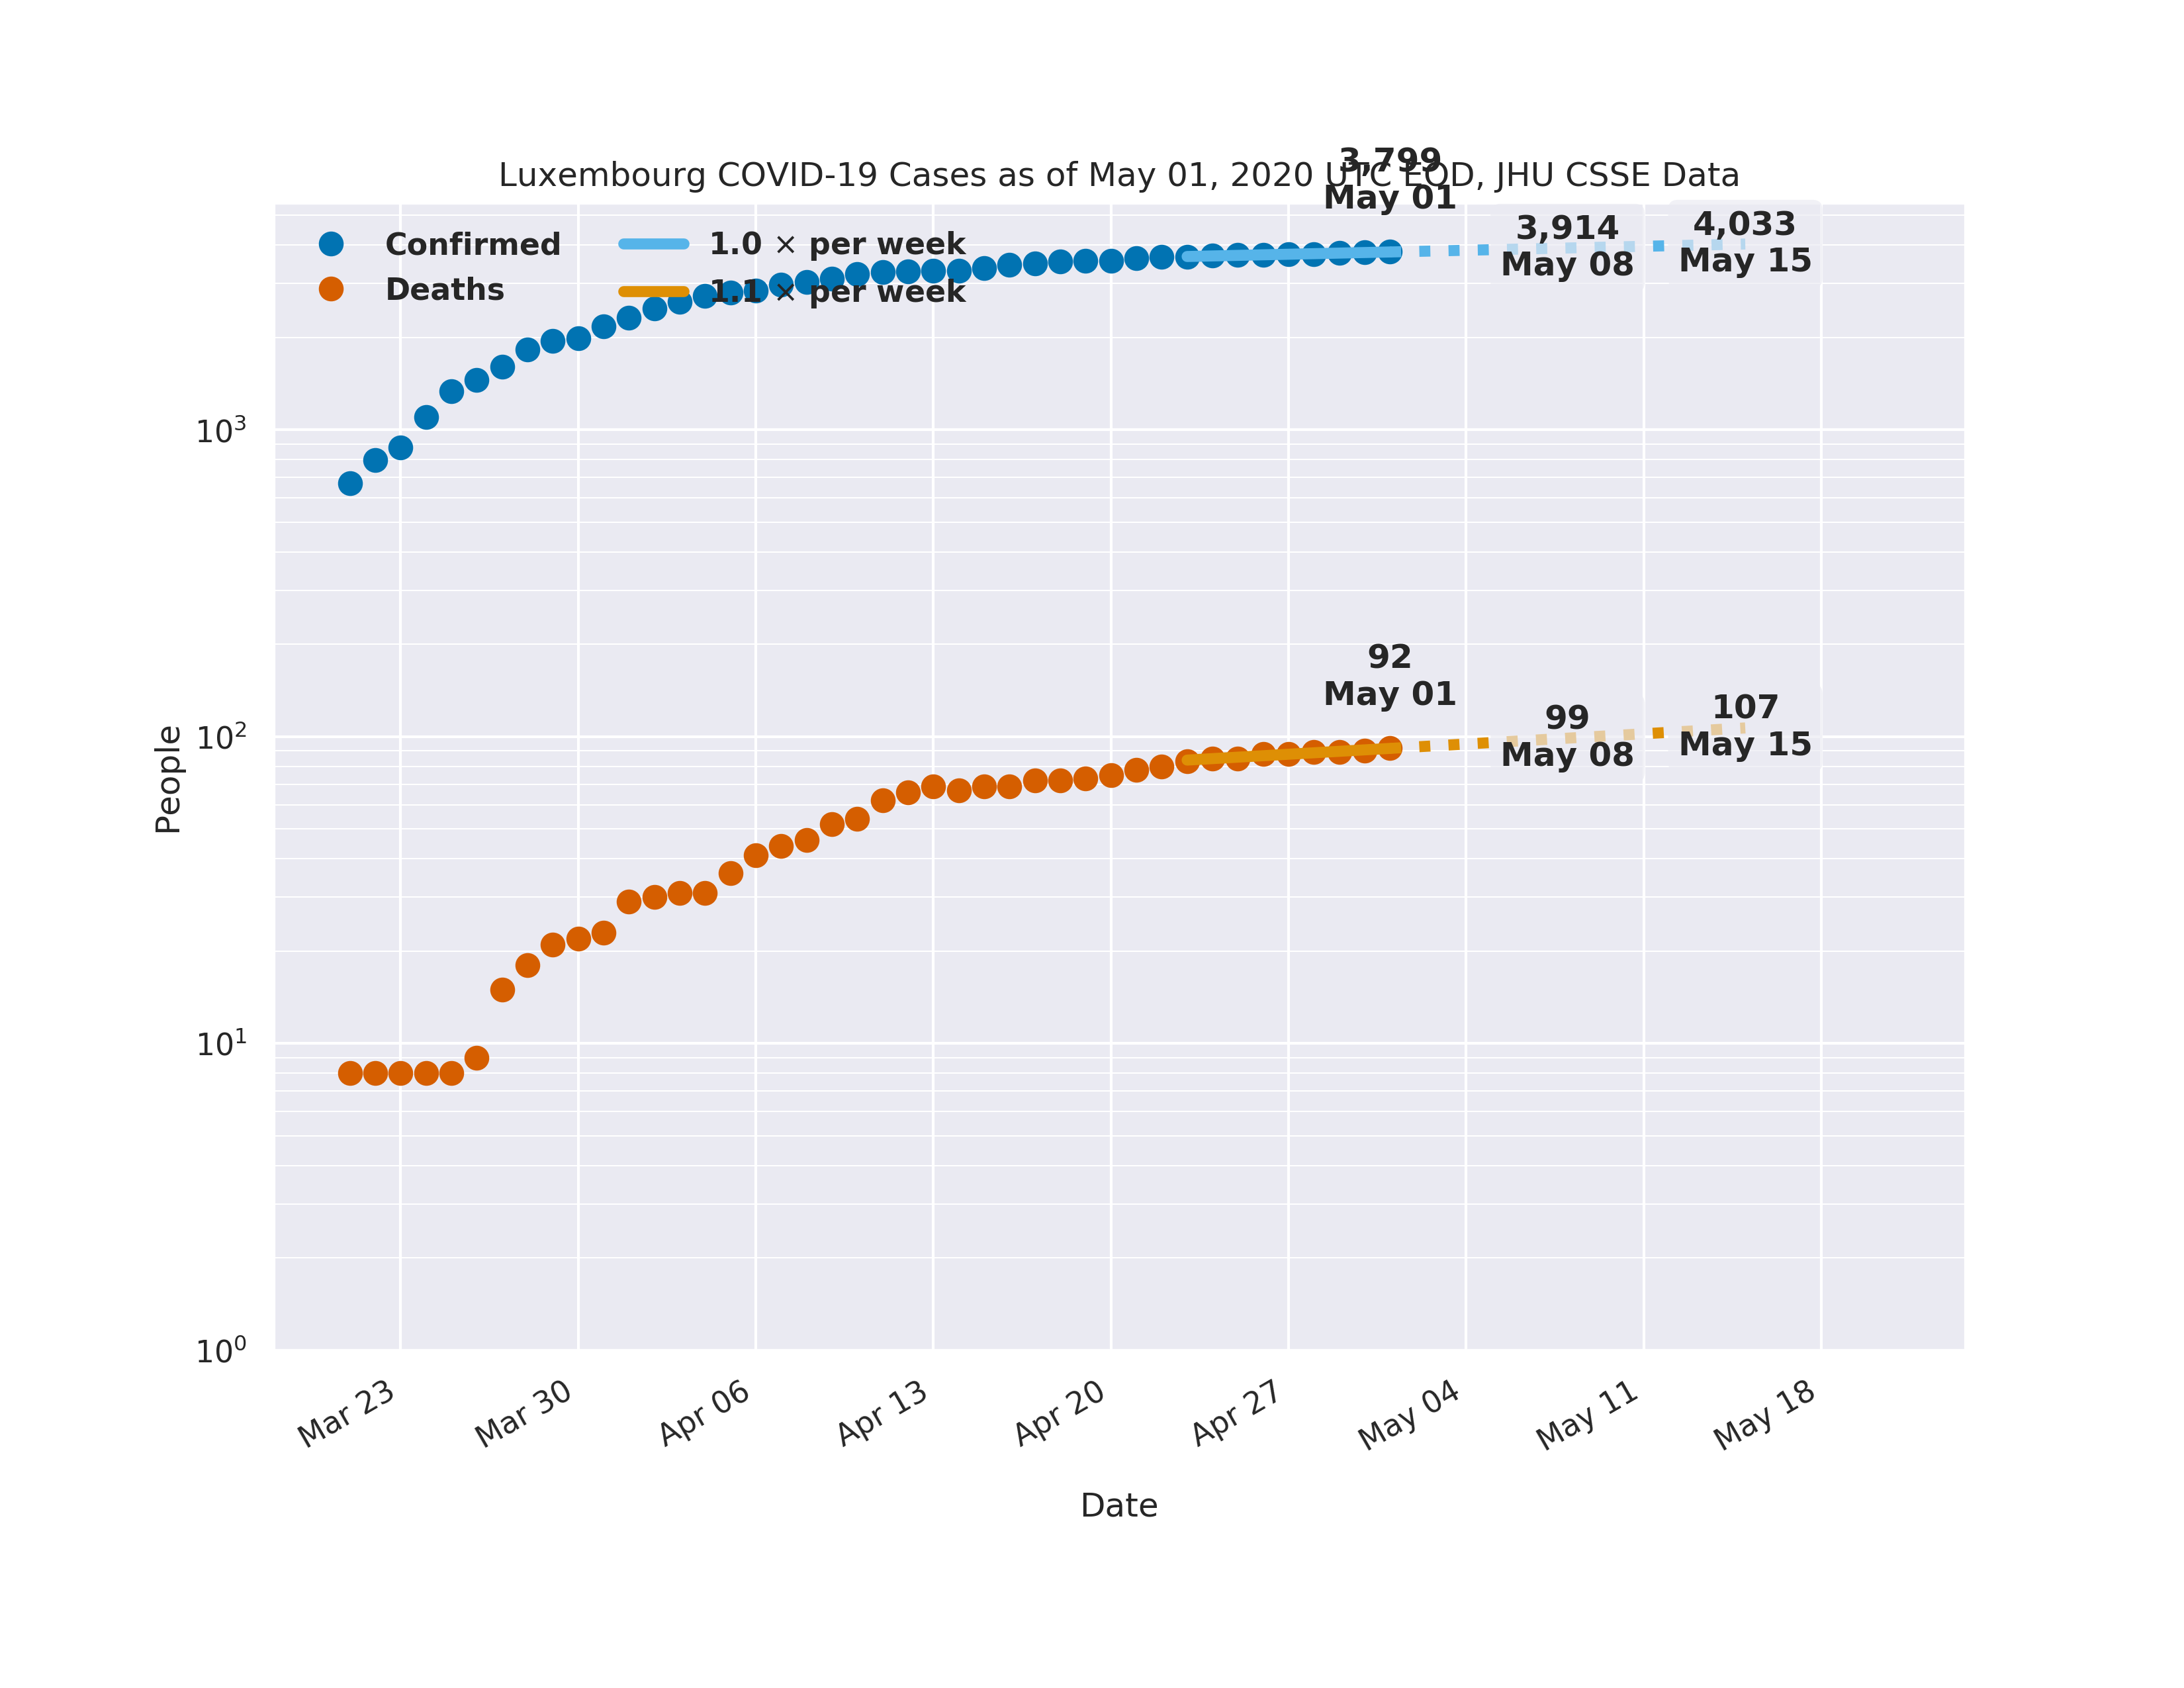 Luxembourg COVID-19 Cases as of May 01, 2020 UTC EOD, JHU CSSE Data
3,799
May 01
3,914
May 08
4,033
May 15
Confirmed
Deaths
1.0 × per week
1.1 × per week
92
May 01
99
May 08
107
May 15
People
10³
10²
10¹
10⁰
Mar 23
Mar 30
Apr 06
Apr 13
Apr 20
Apr 27
May 04
May 11
May 18
Date